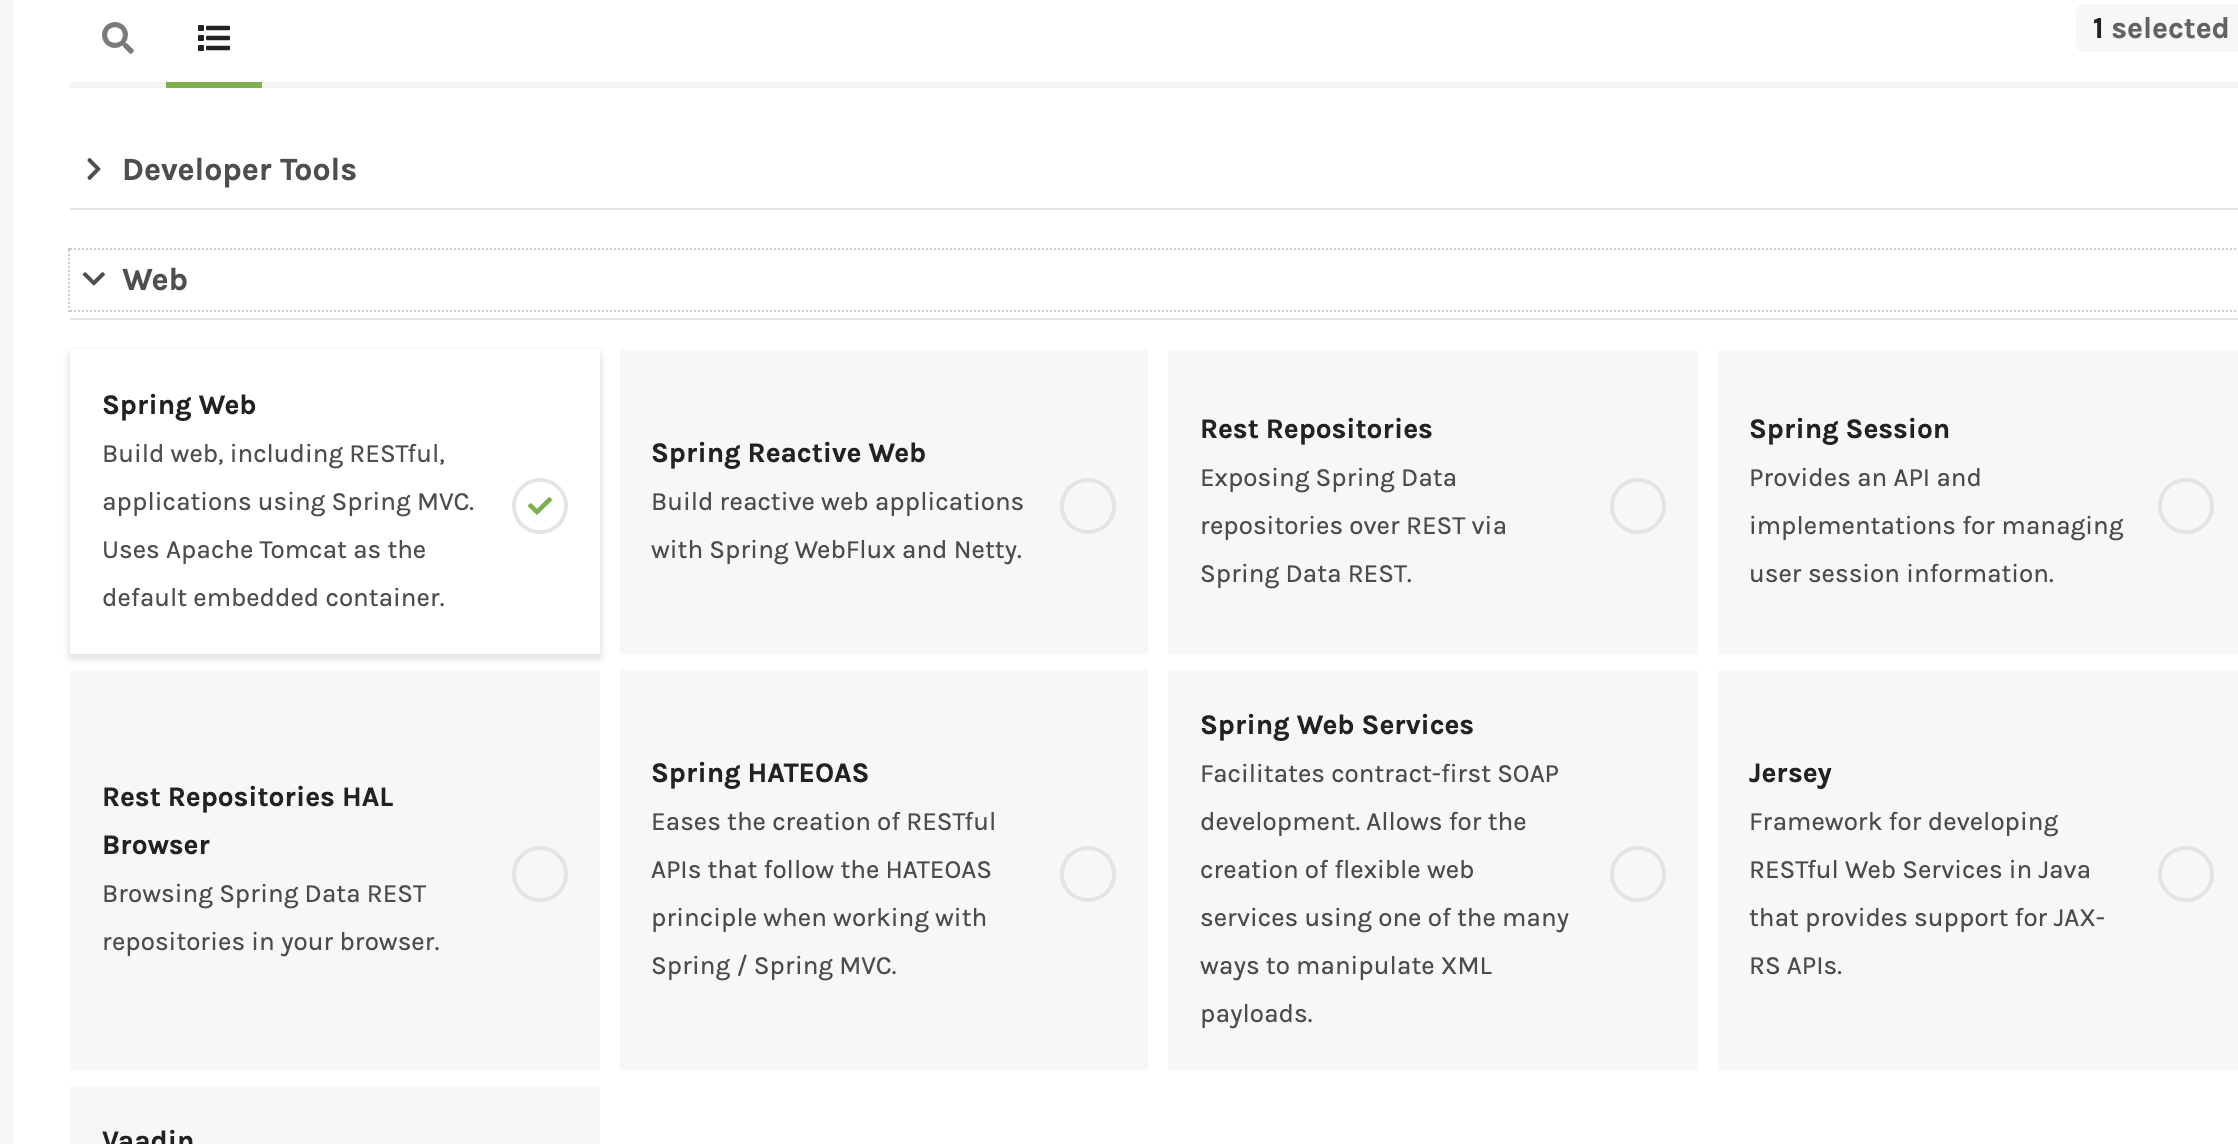 1 selected
Developer Tools
Web
Spring Web
Build web, including RESTful,
applications using Spring MVC.
Uses Apache Tomcat as the
default embedded container.
Spring Reactive Web
Build reactive web applications
with Spring WebFlux and Netty.
Rest Repositories
Exposing Spring Data
repositories over REST via
Spring Data REST.
Spring Session
Provides an API and
implementations for managing
user session information.
Rest Repositories HAL
Browser
Browsing Spring Data REST
repositories in your browser.
Spring HATEOAS
Eases the creation of RESTful
APIs that follow the HATEOAS
principle when working with
Spring / Spring MVC.
Spring Web Services
Facilitates contract-first SOAP
development. Allows for the
creation of flexible web
services using one of the many
ways to manipulate XML
payloads.
Jersey
Framework for developing
RESTful Web Services in Java
that provides support for JAX-
RS APIs.
Vaadin